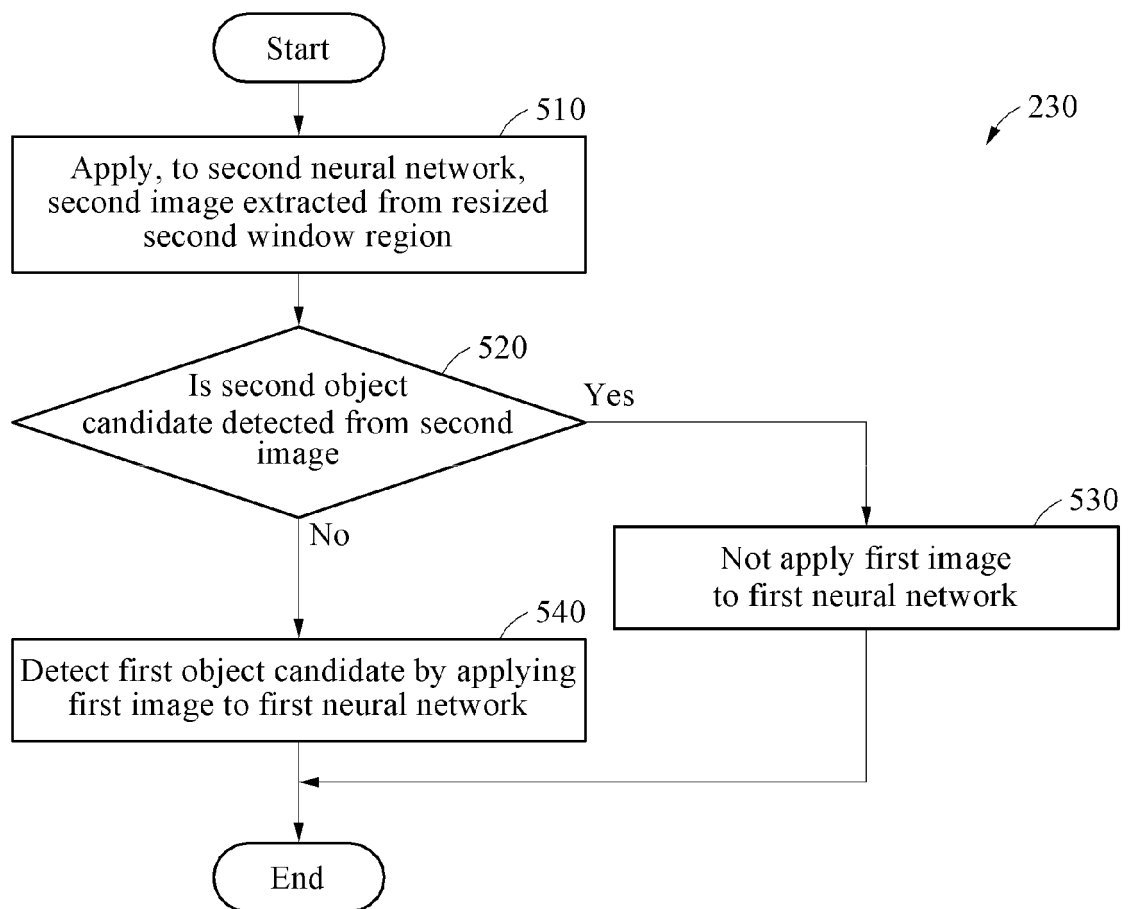 Start
510
230
Apply, to second neural network,
second image extracted from resized
second window region
520
Is second object
candidate detected from second
image
Yes
No
530
Not apply first image
to first neural network
540
Detect first object candidate by applying
first image to first neural network
End